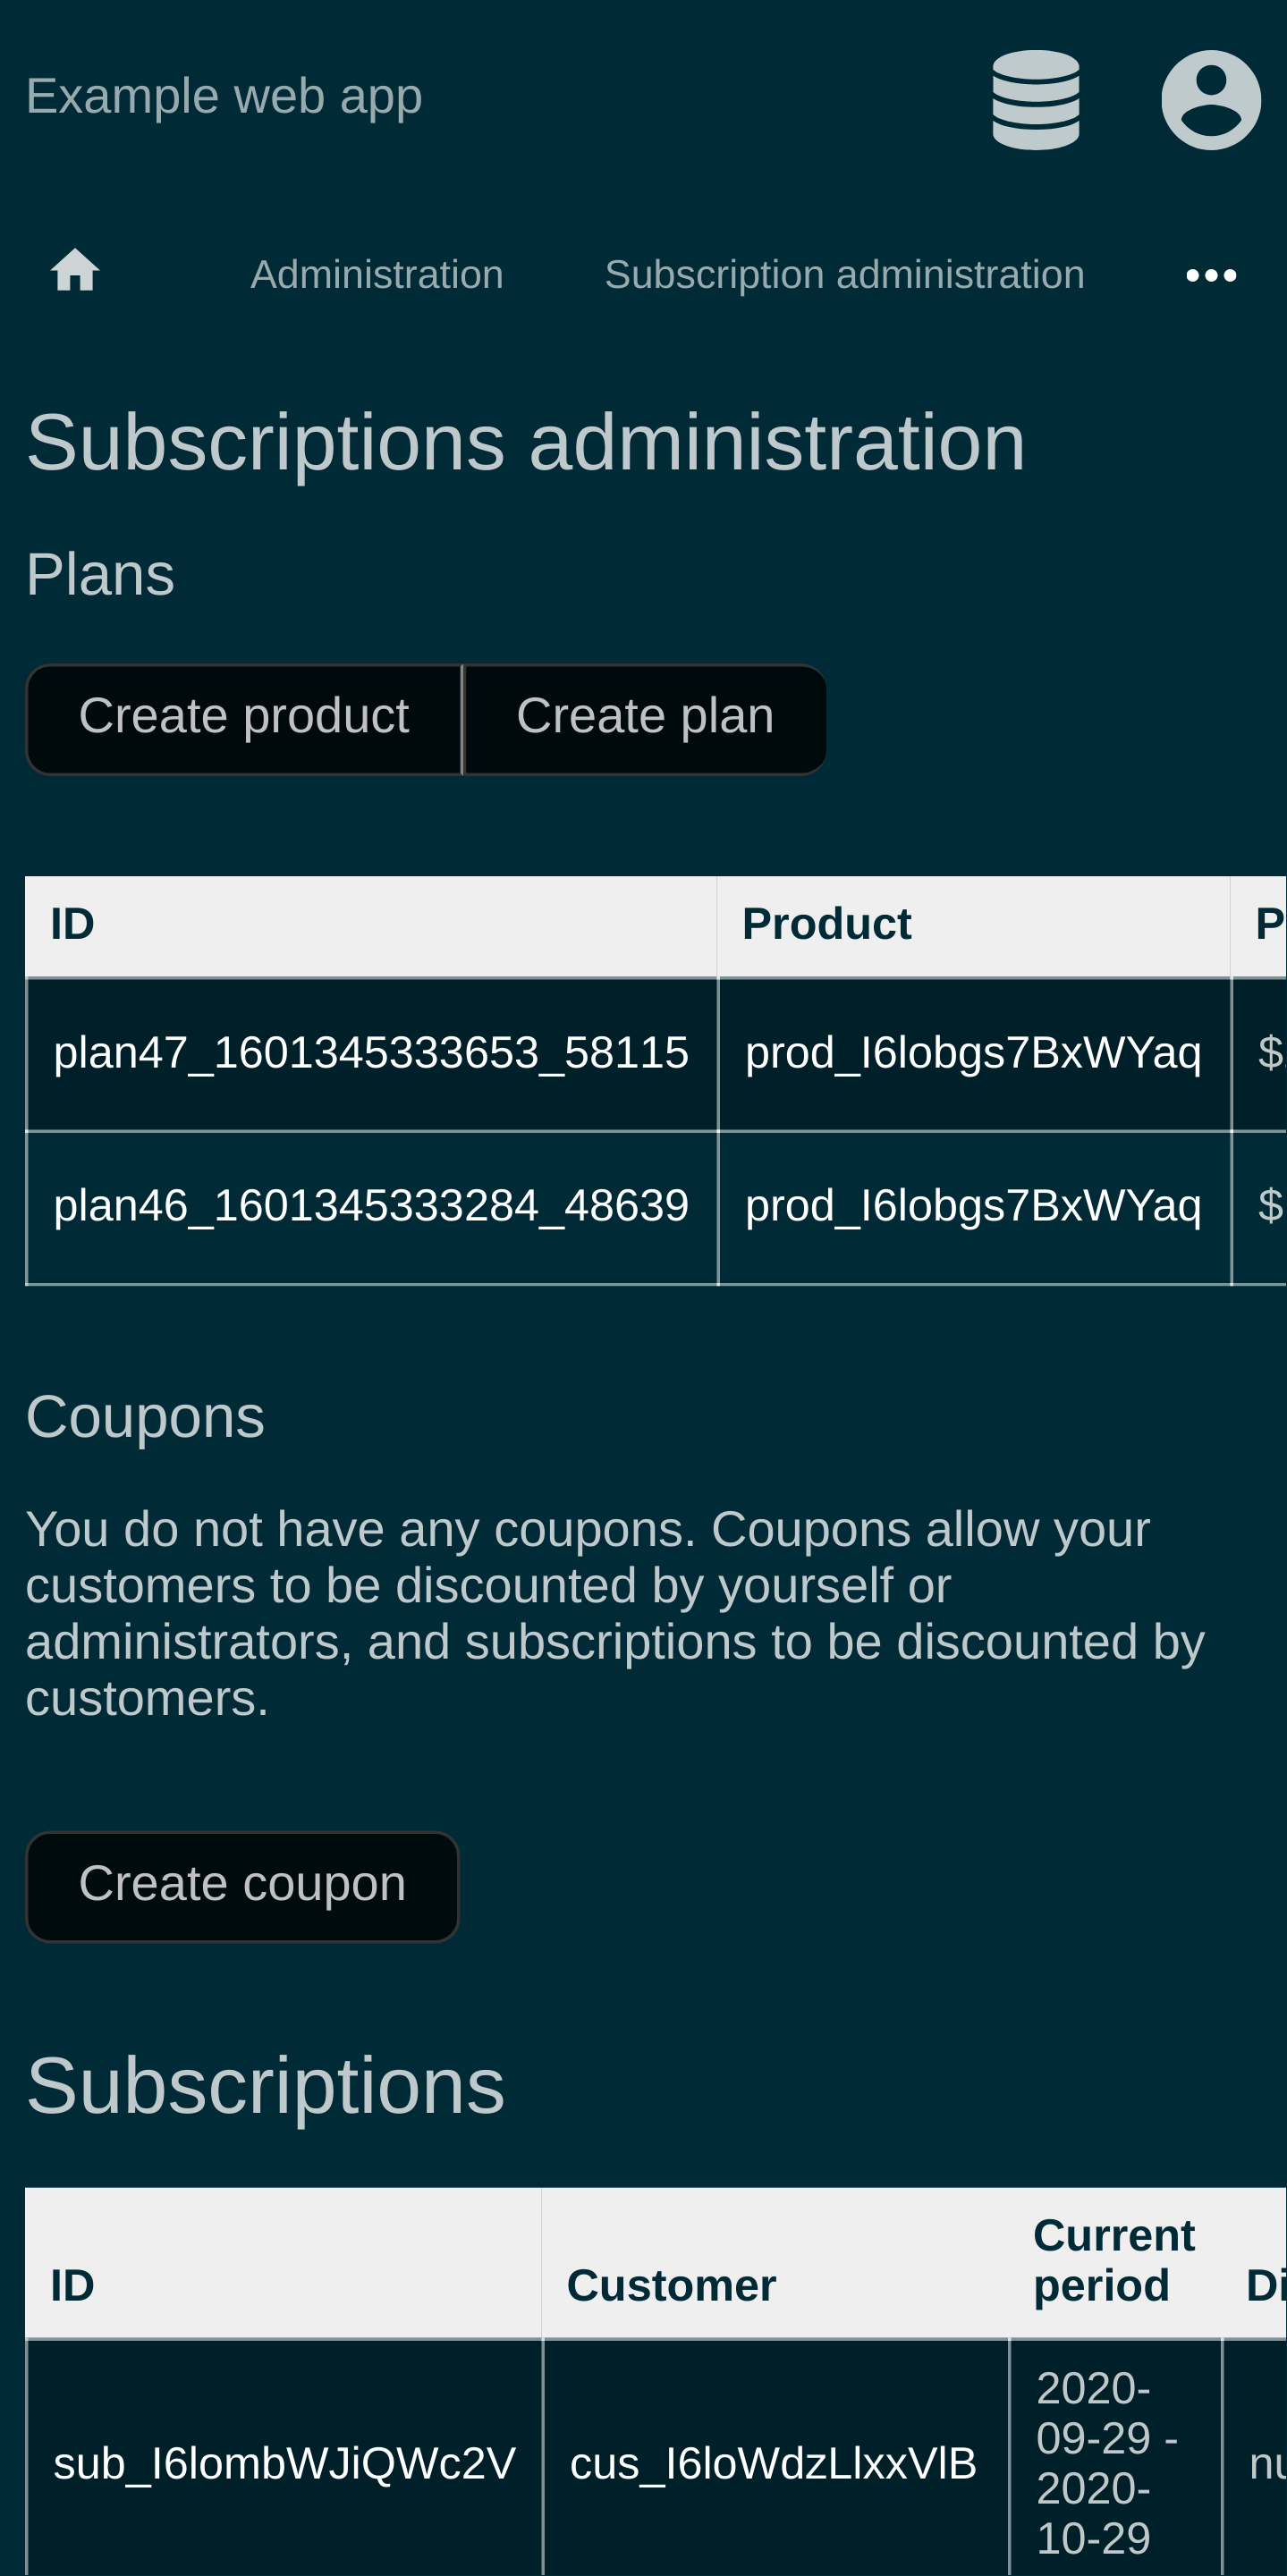 Example web app
Administration Subscription administration
Subscriptions administration
Plans
Create product Create plan
ID Product P
plan47_1601345333653_58115 prod_I6lobgs7BxWYaq $
plan46_1601345333284_48639 prod_I6lobgs7BxWYaq $
Coupons
You do not have any coupons. Coupons allow your
customers to be discounted by yourself or
administrators, and subscriptions to be discounted by
customers.
Create coupon
Subscriptions
Current
ID Customer period Di
2020-
09-29 -
sub_I6lombWJiQWc2V cus_I6loWdzLlxxVlB nu
2020-
10-29